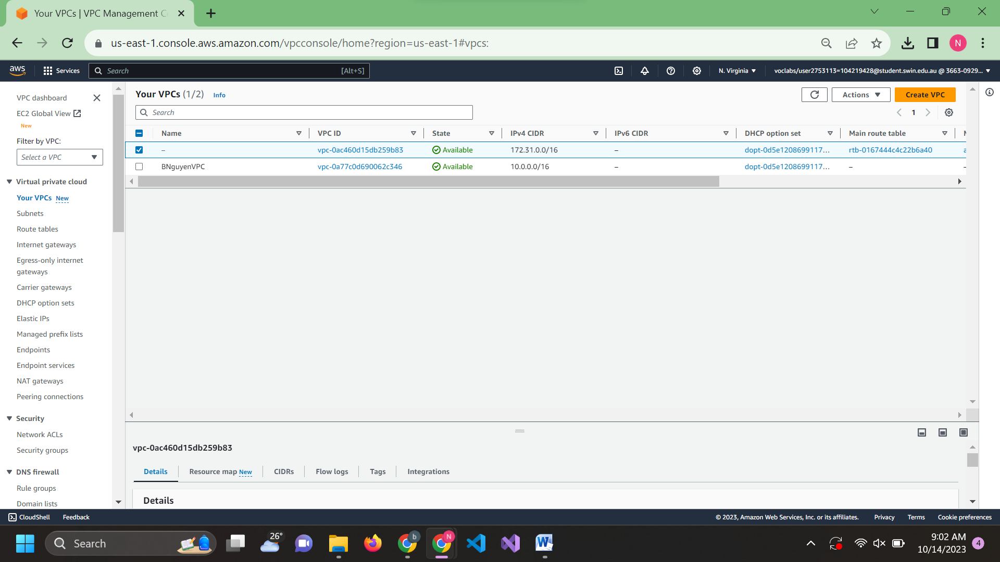 Your VPCs | VPC Management C
us-east-1.console.aws.amazon.com/vpcconsole/home?region=us-east-1#vpcs:
N
aws
Services
Search
[Alt+S]
N. Virginia
voclabs/user2753113=104219428@student.swin.edu.au @ 3663-0929...
VPC dashboard
EC2 Global View
New
Filter by VPC:
Select a VPC
Virtual private cloud
Your VPCs New
Subnets
Route tables
Internet gateways
Egress-only internet
gateways
Carrier gateways
DHCP option sets
Elastic IPs
Managed prefix lists
Endpoints
Endpoint services
NAT gateways
Peering connections
Security
Network ACLs
Security groups
DNS firewall
Rule groups
Domain lists
Your VPCs (1/2) Info
Actions
Create VPC
Search
1
Name VPC ID State IPv4 CIDR IPv6 CIDR DHCP option set Main route table
– vpc-0ac460d15db259b83 Available 172.31.0.0/16 – dopt-0d5e1208699117... rtb-0167444c4c22b6a40
BNguyenVPC vpc-0a77c0d690062c346 Available 10.0.0.0/16 – dopt-0d5e1208699117... – –
vpc-0ac460d15db259b83
Details Resource map New CIDRs Flow logs Tags Integrations
Details
CloudShell Feedback © 2023, Amazon Web Services, Inc. or its affiliates. Privacy Terms Cookie preferences
Search
26°
b
N
W
9:02 AM
10/14/2023
4